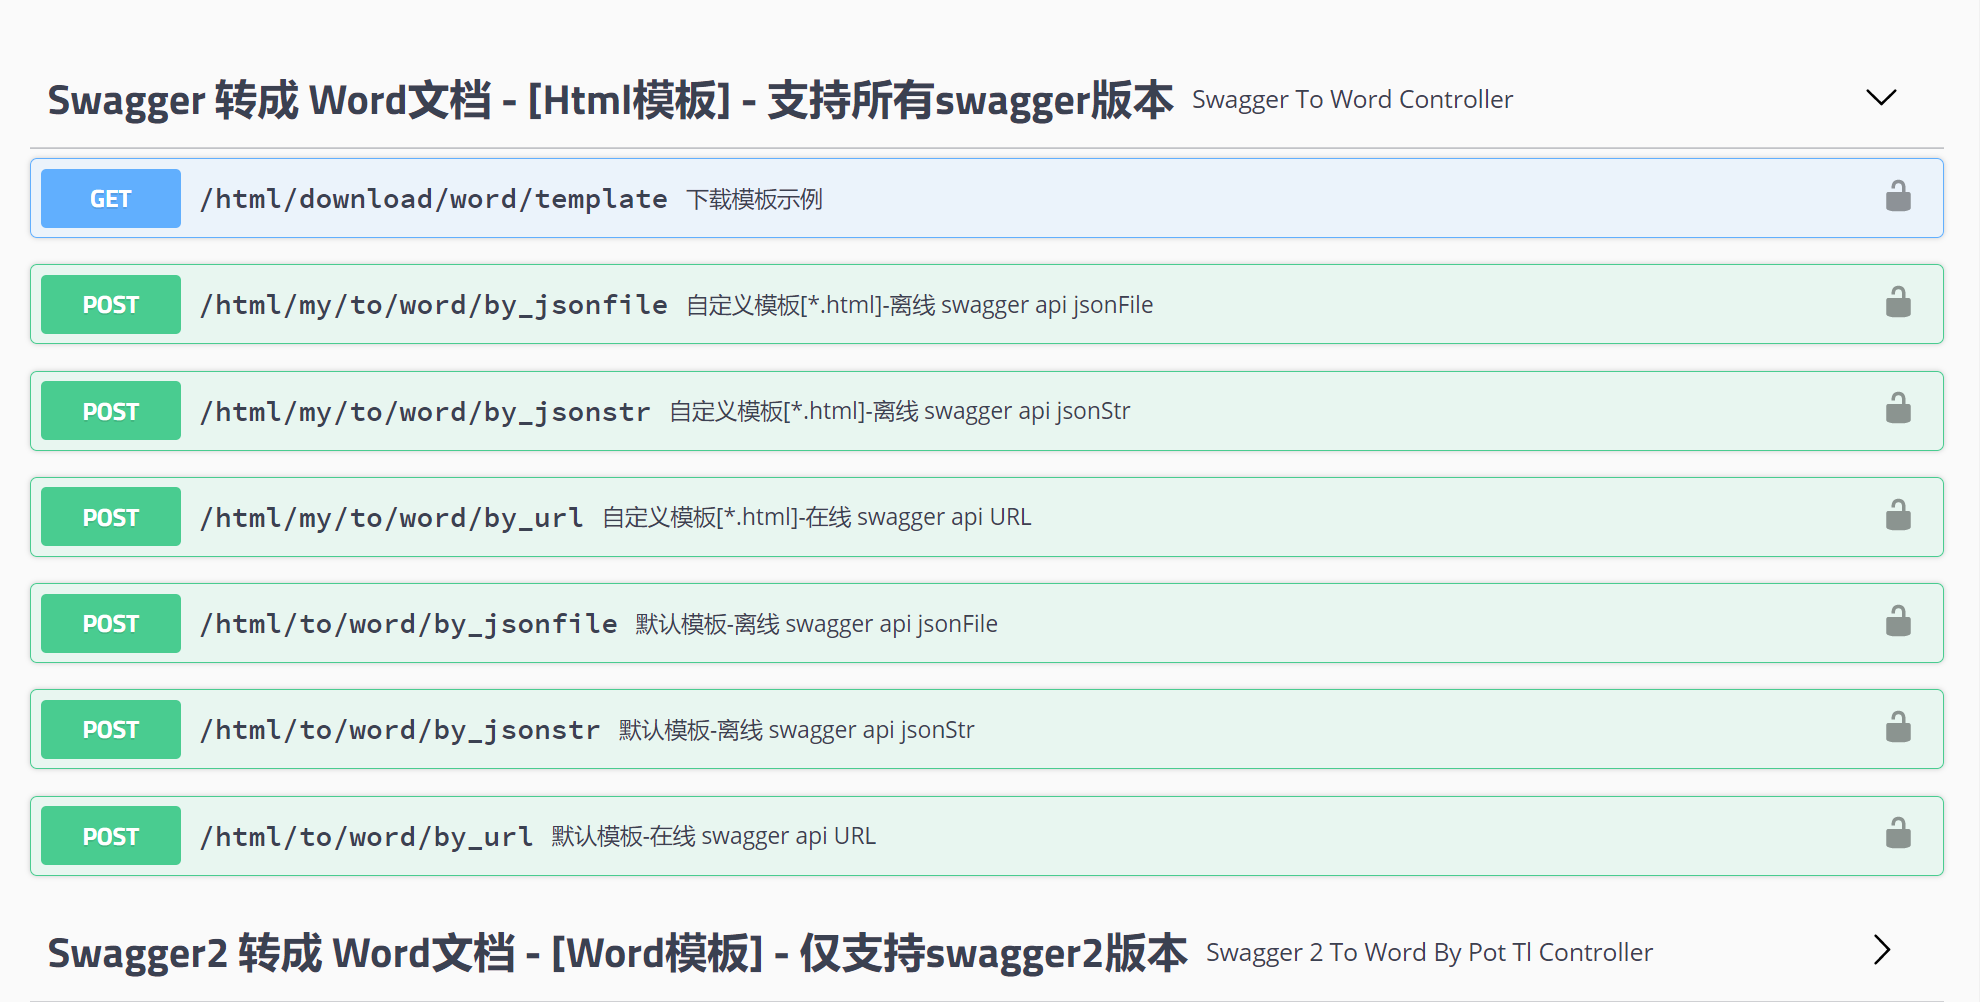 Swagger 转成 Word文档 - [Html模板] - 支持所有swagger版本 Swagger To Word Controller
GET /html/download/word/template 下载模板示例
POST /html/my/to/word/by_jsonfile 自定义模板[*.html]-离线 swagger api jsonFile
POST /html/my/to/word/by_jsonstr 自定义模板[*.html]-离线 swagger api jsonStr
POST /html/my/to/word/by_url 自定义模板[*.html]-在线 swagger api URL
POST /html/to/word/by_jsonfile 默认模板-离线 swagger api jsonFile
POST /html/to/word/by_jsonstr 默认模板-离线 swagger api jsonStr
POST /html/to/word/by_url 默认模板-在线 swagger api URL
Swagger2 转成 Word文档 - [Word模板] - 仅支持swagger2版本 Swagger 2 To Word By Pot Tl Controller